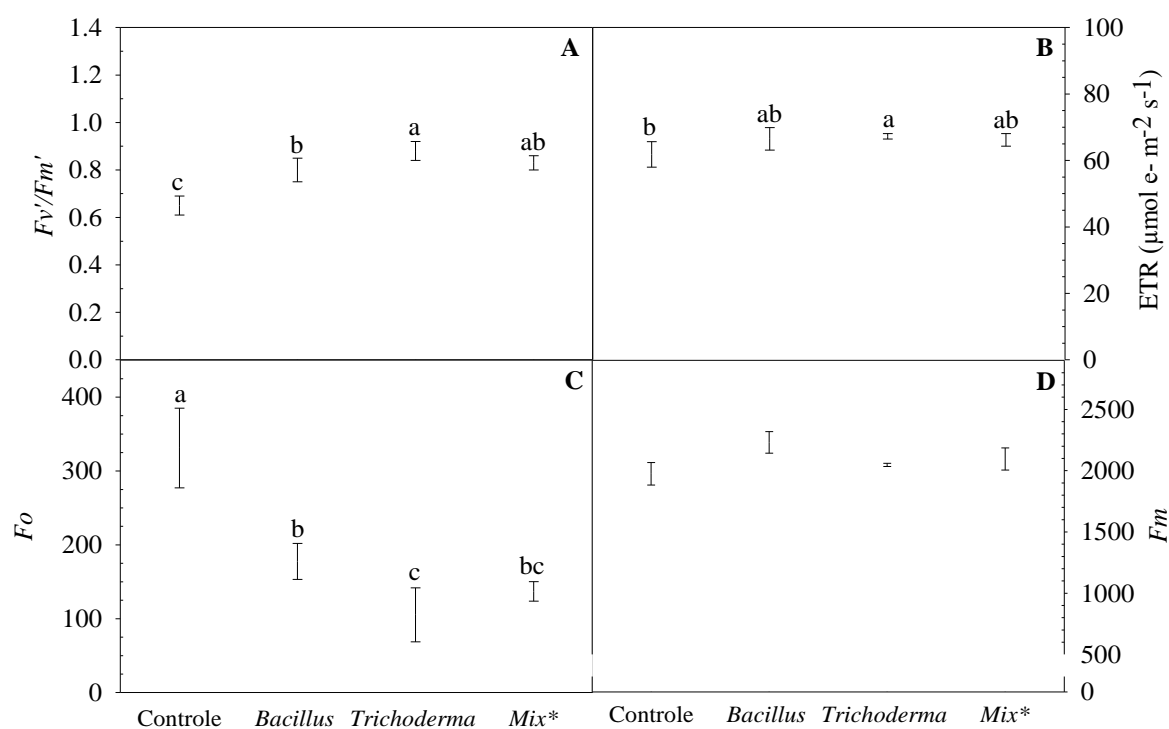 A
1.4
1.2
1.0
0.8
0.6
0.4
0.2
0.0
Fv'/Fm'
c
b
a
ab
B
b
ab
a
ab
100
80
60
40
20
0
ETR (µmol e- m-2 s-1)
C
400
300
200
100
0
Fo
a
b
c
bc
Controle
Bacillus
Trichoderma
Mix*
D
2500
2000
1500
1000
500
0
Fm
Controle
Bacillus
Trichoderma
Mix*